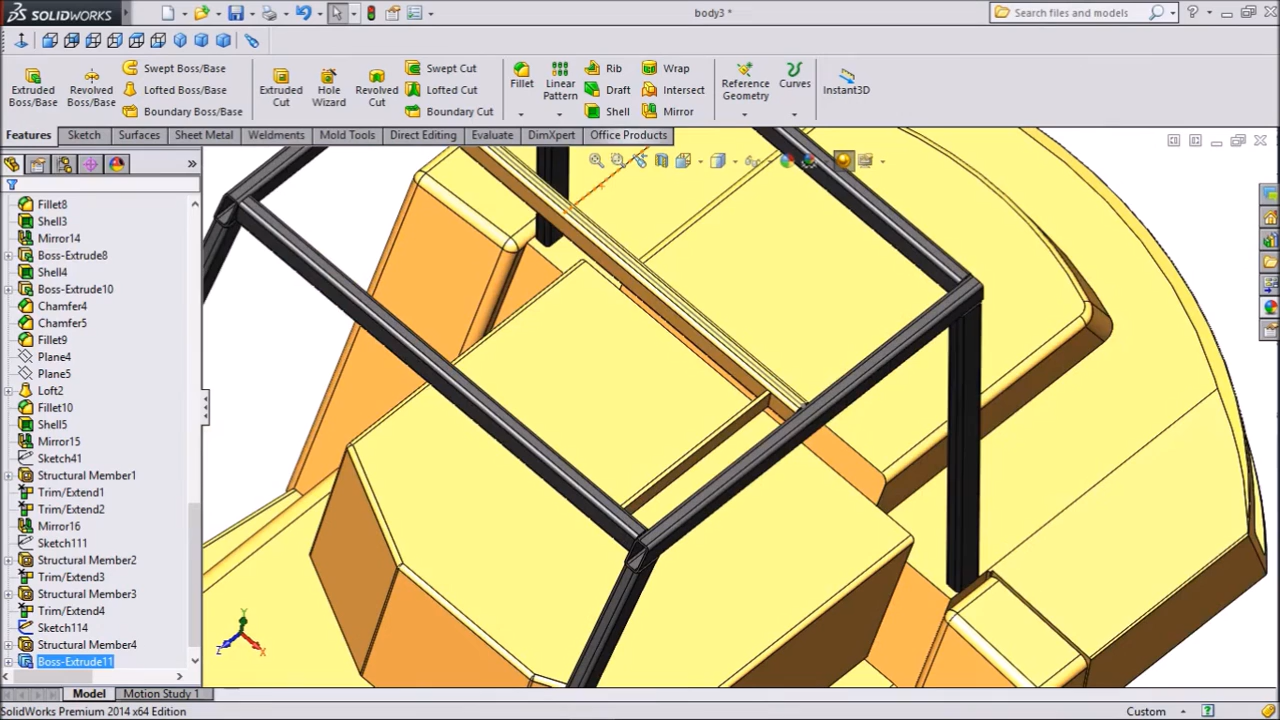 SOLIDWORKS
body3 *
Search files and models
Extruded Boss/Base
Revolved Boss/Base
Swept Boss/Base
Lofted Boss/Base
Boundary Boss/Base
Extruded Cut
Hole Wizard
Revolved Cut
Swept Cut
Lofted Cut
Boundary Cut
Fillet
Linear Pattern
Rib
Draft
Shell
Wrap
Intersect
Mirror
Reference Geometry
Curves
Instant3D
Features
Sketch
Surfaces
Sheet Metal
Weldments
Mold Tools
Direct Editing
Evaluate
DimXpert
Office Products
Fillet8
Shell3
Mirror14
Boss-Extrude8
Shell4
Boss-Extrude10
Chamfer4
Chamfer5
Fillet9
Plane4
Plane5
Loft2
Fillet10
Shell5
Mirror15
Sketch41
Structural Member1
Trim/Extend1
Trim/Extend2
Mirror16
Sketch111
Structural Member2
Trim/Extend3
Structural Member3
Trim/Extend4
Sketch114
Structural Member4
Boss-Extrude11
Y
Z
X
Model
Motion Study 1
SolidWorks Premium 2014 x64 Edition
Custom